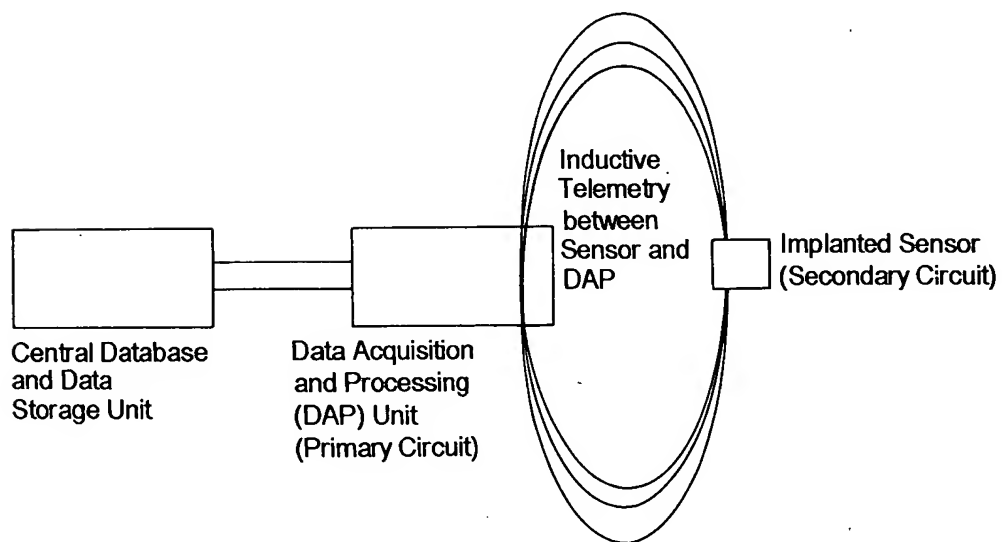 Inductive
Telemetry
between
Sensor and
DAP
Implanted Sensor
(Secondary Circuit)
Central Database
and Data
Storage Unit
Data Acquisition
and Processing
(DAP) Unit
(Primary Circuit)